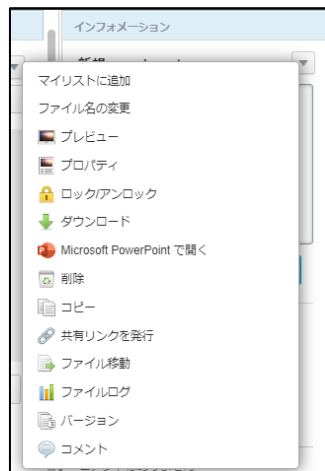 インフォメーション
マイリストに追加
ファイル名の変更
プレビュー
プロパティ
ロック/アンロック
ダウンロード
Microsoft PowerPoint で開く
削除
コピー
共有リンクを発行
ファイル移動
ファイルログ
バージョン
コメント